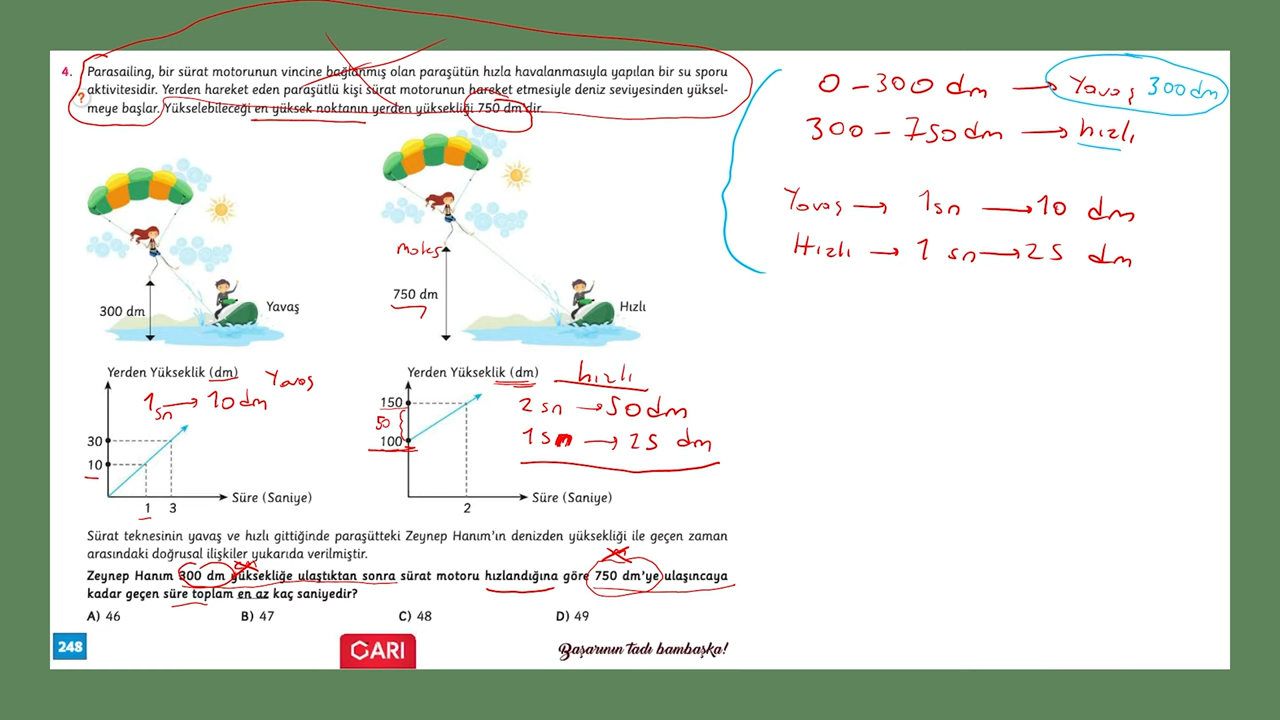 4. Parasailing, bir sürat motorunun vincine bağlanmış olan paraşütün hızla havalanmasıyla yapılan bir su sporu
? aktivitesidir. Yerden hareket eden paraşütlü kişi sürat motorunun hareket etmesiyle deniz seviyesinden yüksel-
meye başlar. Yükselebileceği en yüksek noktanın yerden yüksekliği 750 dm'dir.
0 - 300 dm → Yavaş 300 dm
300 - 750 dm → hızlı
Yavaş → 1 sn → 10 dm
Hızlı → 1 sn → 25 dm
300 dm
Yavaş
750 dm
Hızlı
Yerden Yükseklik (dm)
Yavaş
1 sn → 10 dm
30
10
1 3
Süre (Saniye)
Yerden Yükseklik (dm)
hızlı
150
50
100
2 sn → 50 dm
1 sn → 25 dm
2
Süre (Saniye)
Sürat teknesinin yavaş ve hızlı gittiğinde paraşütteki Zeynep Hanım'ın denizden yüksekliği ile geçen zaman
arasındaki doğrusal ilişkiler yukarıda verilmiştir.
Zeynep Hanım 300 dm yüksekliğe ulaştıktan sonra sürat motoru hızlandığına göre 750 dm'ye ulaşıncaya
kadar geçen süre toplam en az kaç saniyedir?
A) 46 B) 47 C) 48 D) 49
248
ARI
Başarının tadı bambaşka!